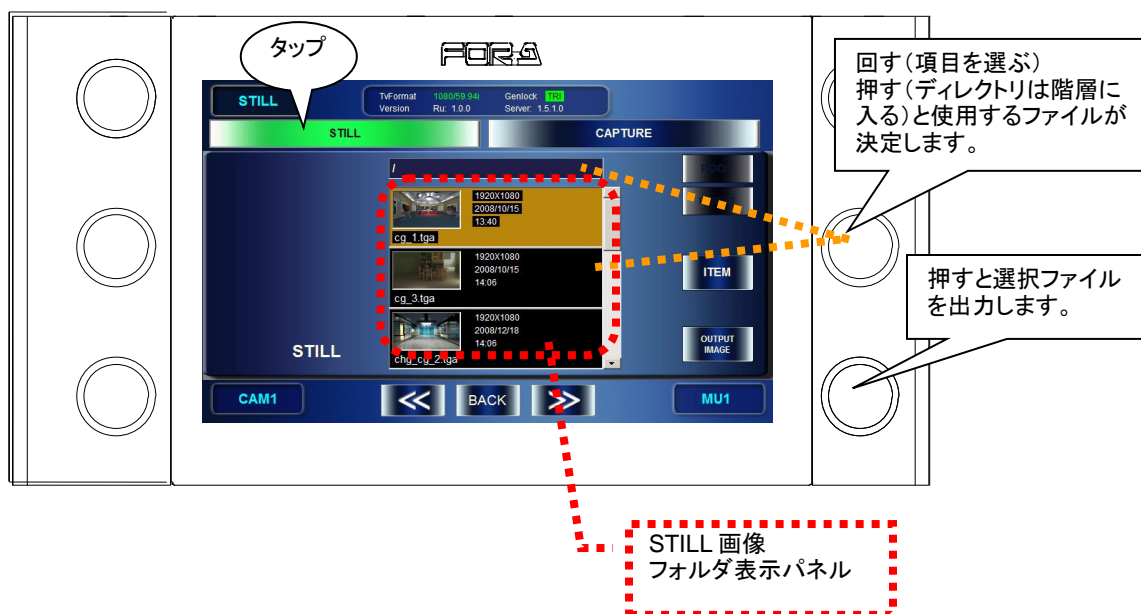 タップ
FOR-A
回す（項目を選ぶ）
押す（ディレクトリは階層に
入る）と使用するファイルが
決定します。
STILL
TvFormat 1080/59.94i Genlock TRI
Version Ru: 1.0.0 Server: 1.5.1.0
STILL
CAPTURE
/
1920X1080
2008/10/15
13:40
cg_1.tga
1920X1080
2008/10/15
14:06
cg_3.tga
ITEM
押すと選択ファイル
を出力します。
1920X1080
2008/12/18
14:06
chg_cg_2.tga
STILL
OUTPUT
IMAGE
CAM1
BACK
MU1
STILL 画像
フォルダ表示パネル